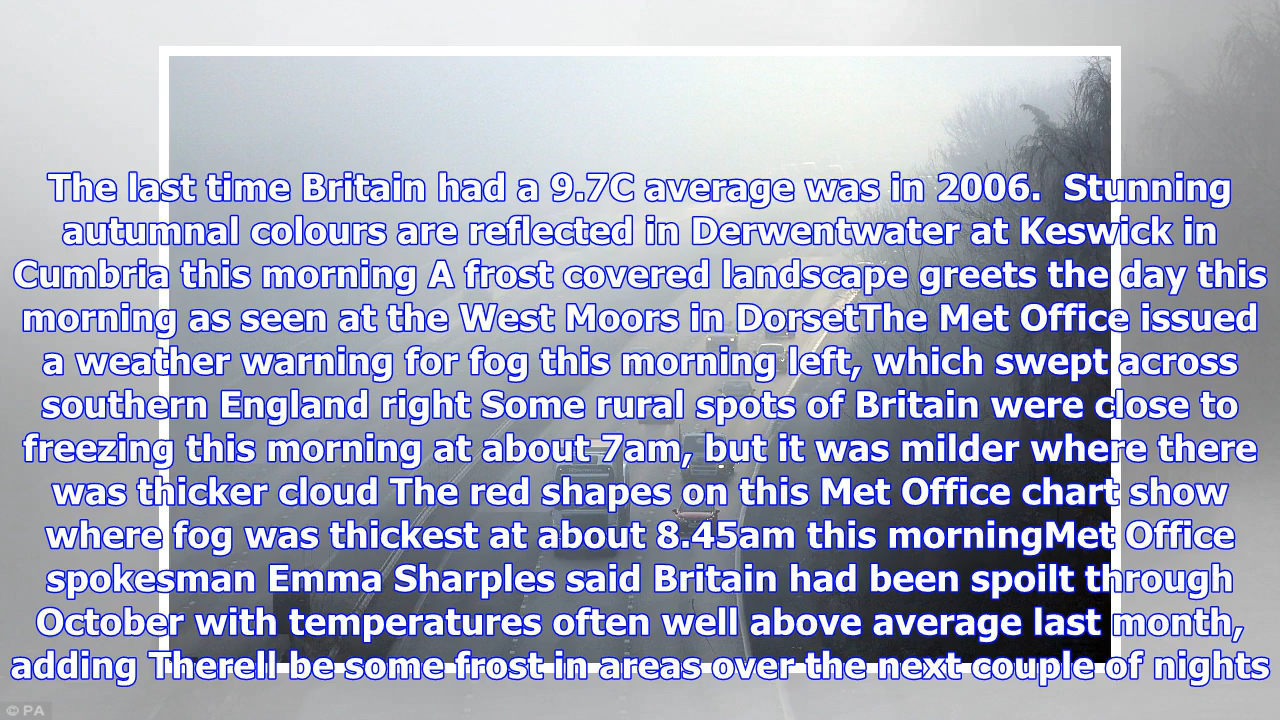 The last time Britain had a 9.7C average was in 2006.  Stunning
autumnal colours are reflected in Derwentwater at Keswick in
Cumbria this morning A frost covered landscape greets the day this
morning as seen at the West Moors in DorsetThe Met Office issued
a weather warning for fog this morning left, which swept across
southern England right Some rural spots of Britain were close to
freezing this morning at about 7am, but it was milder where there
was thicker cloud The red shapes on this Met Office chart show
where fog was thickest at about 8.45am this morningMet Office
spokesman Emma Sharples said Britain had been spoilt through
October with temperatures often well above average last month,
adding Therell be some frost in areas over the next couple of nights
© PA